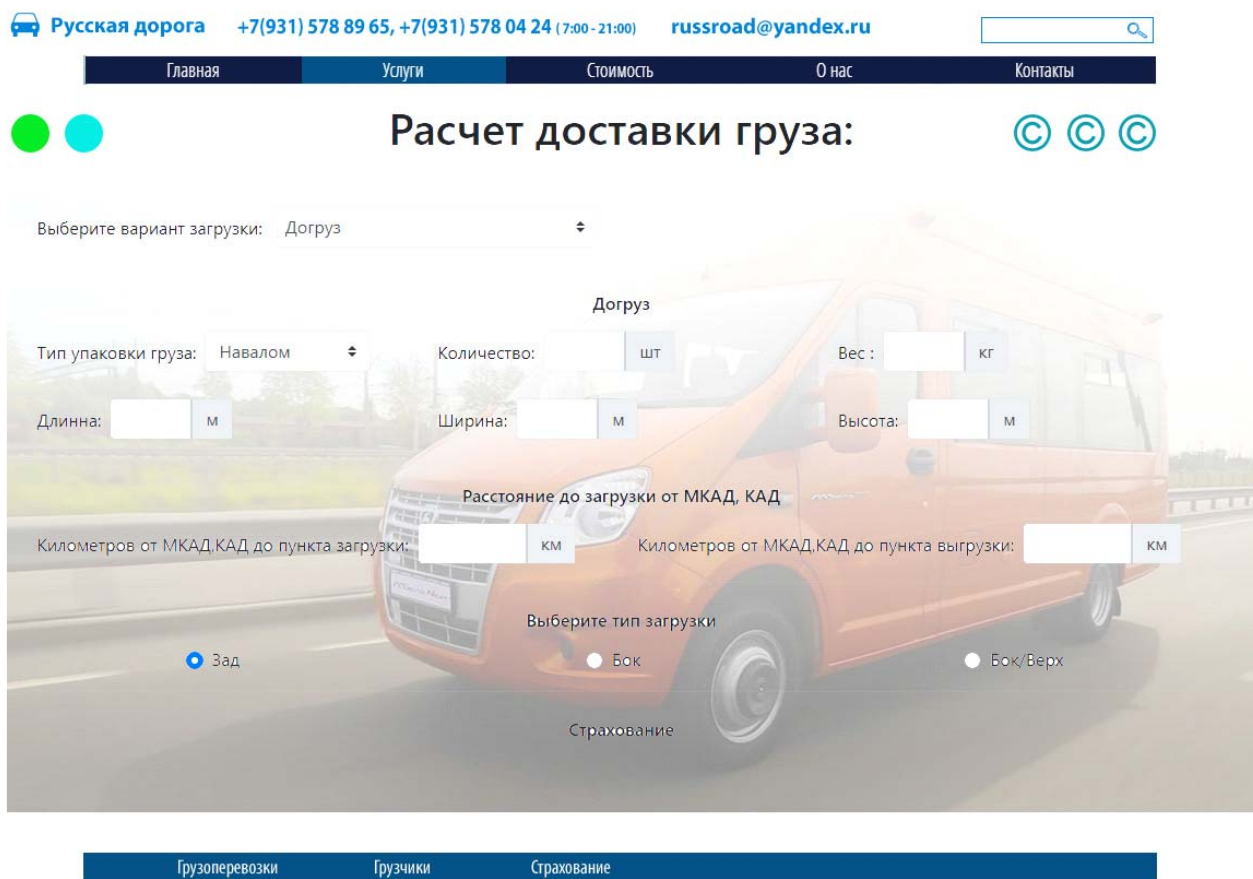 Русская дорога +7(931) 578 89 65, +7(931) 578 04 24 (7:00 - 21:00) russroad@yandex.ru
Главная Услуги Стоимость О нас Контакты
Расчет доставки груза: © © ©
Выберите вариант загрузки: Догруз
Догруз
Тип упаковки груза: Навалом Количество: шт Вес : кг
Длинна: м Ширина: м Высота: м
Расстояние до загрузки от МКАД, КАД
Километров от МКАД,КАД до пункта загрузки: км Километров от МКАД,КАД до пункта выгрузки: км
Выберите тип загрузки
Зад Бок Бок/Верх
Страхование
Грузоперевозки Грузчики Страхование